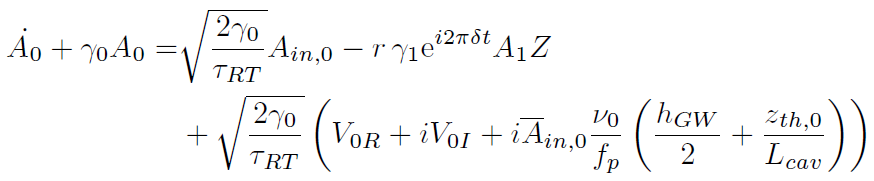 \dot{A}_0 + \gamma_0 A_0 = \sqrt{\frac{2\gamma_0}{\tau_{RT}}} A_{in,0} - r\,\gamma_1 \mathrm{e}^{i2\pi\delta t} A_1 Z
+ \sqrt{\frac{2\gamma_0}{\tau_{RT}}} \left( V_{0R} + iV_{0I} + i\overline{A}_{in,0} \frac{\nu_0}{f_p} \left( \frac{h_{GW}}{2} + \frac{z_{th,0}}{L_{cav}} \right) \right)